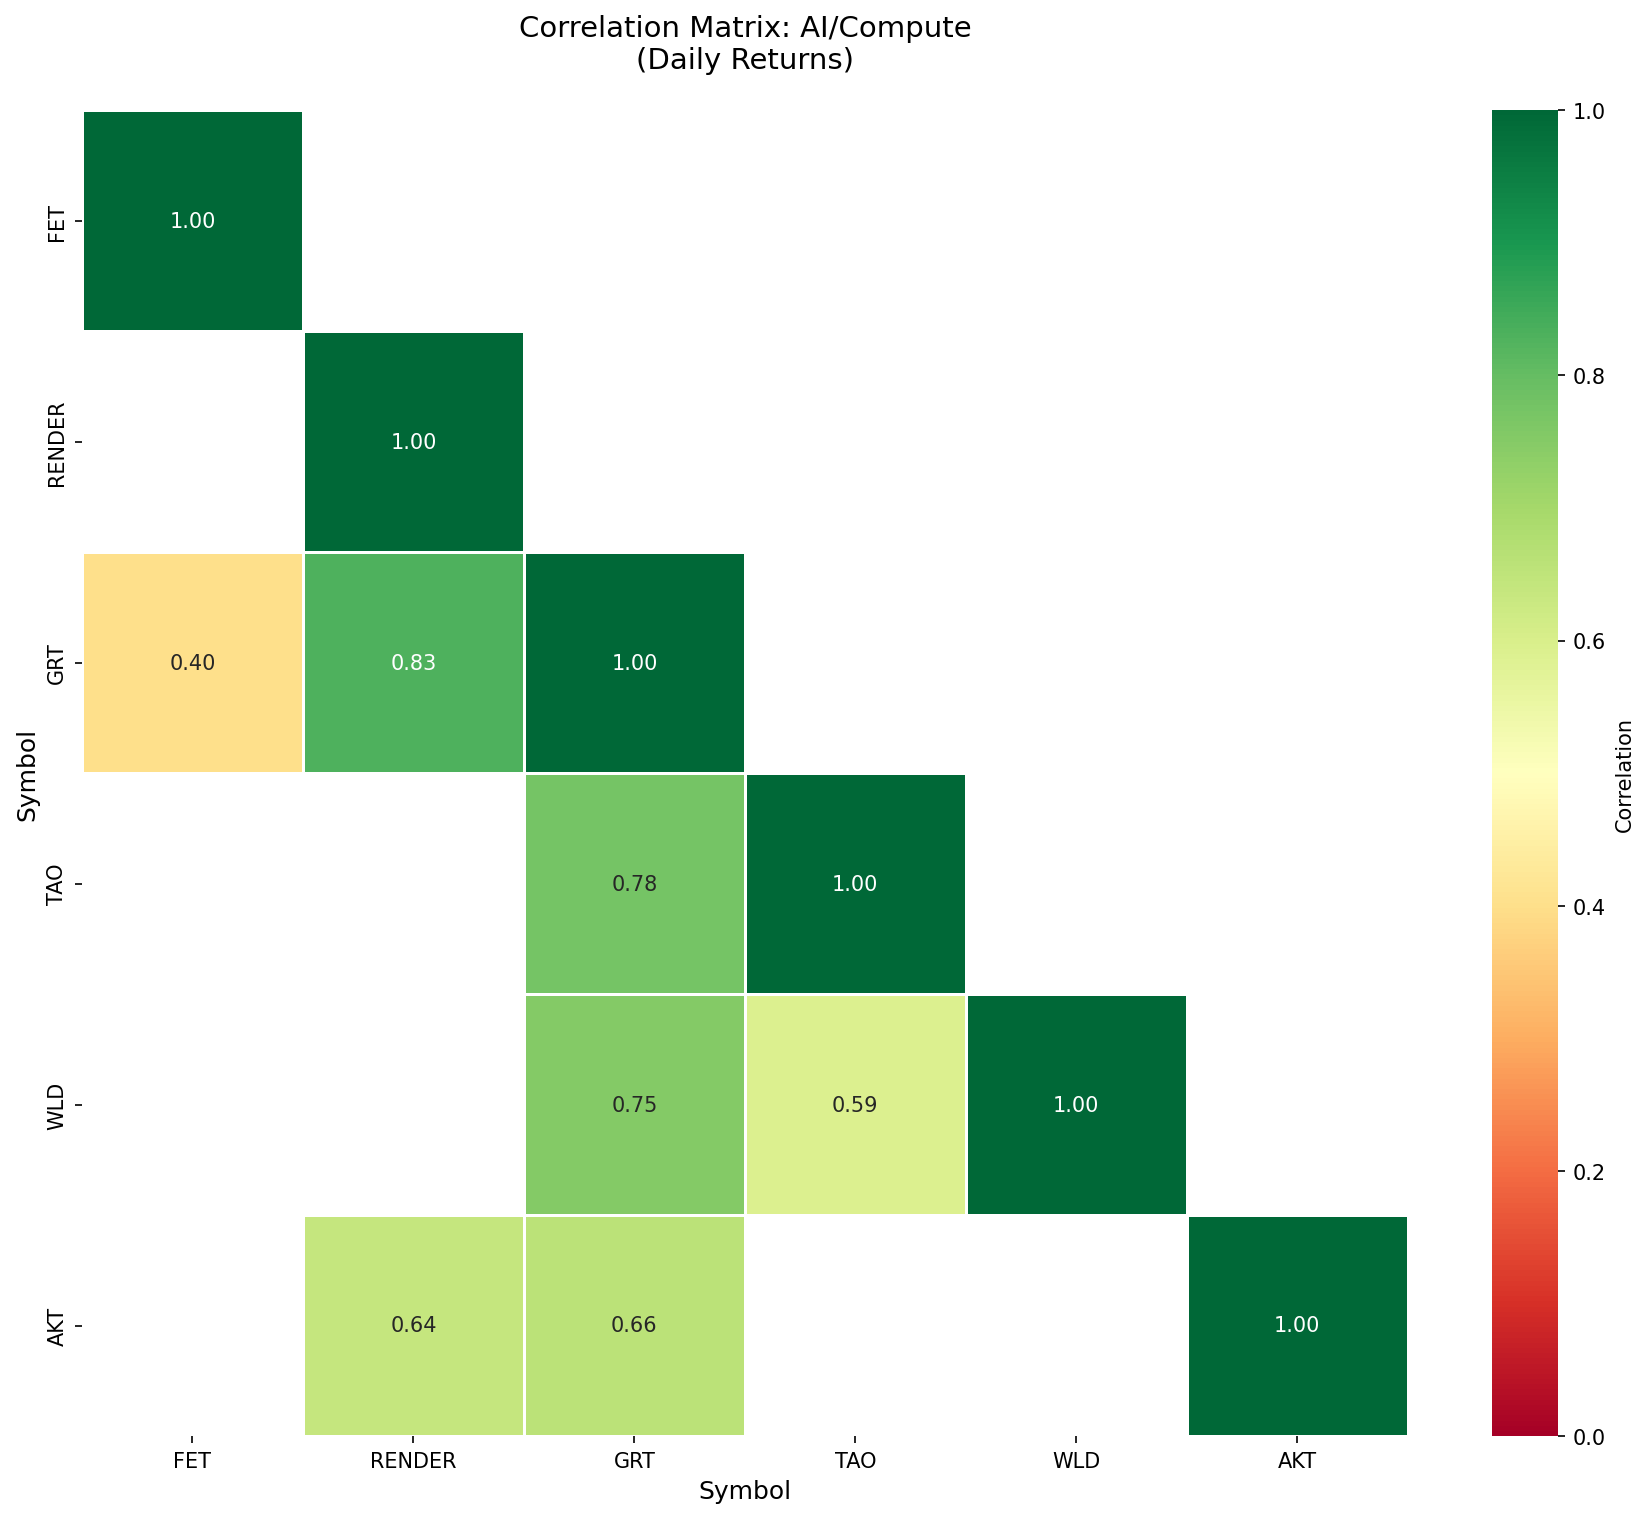 Correlation Matrix: AI/Compute
(Daily Returns)
FET
1.00
RENDER
1.00
GRT
0.40 0.83 1.00
TAO
0.78 1.00
WLD
0.75 0.59 1.00
AKT
0.64 0.66 1.00
Symbol
FET RENDER GRT TAO WLD AKT
Symbol
1.0
0.8
0.6
0.4
0.2
0.0
Correlation